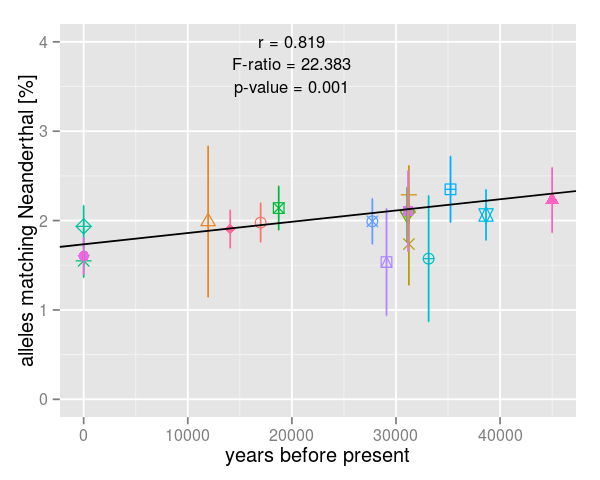 r = 0.819
F-ratio = 22.383
p-value = 0.001
alleles matching Neanderthal [%]
4
3
2
1
0
0 10000 20000 30000 40000
years before present